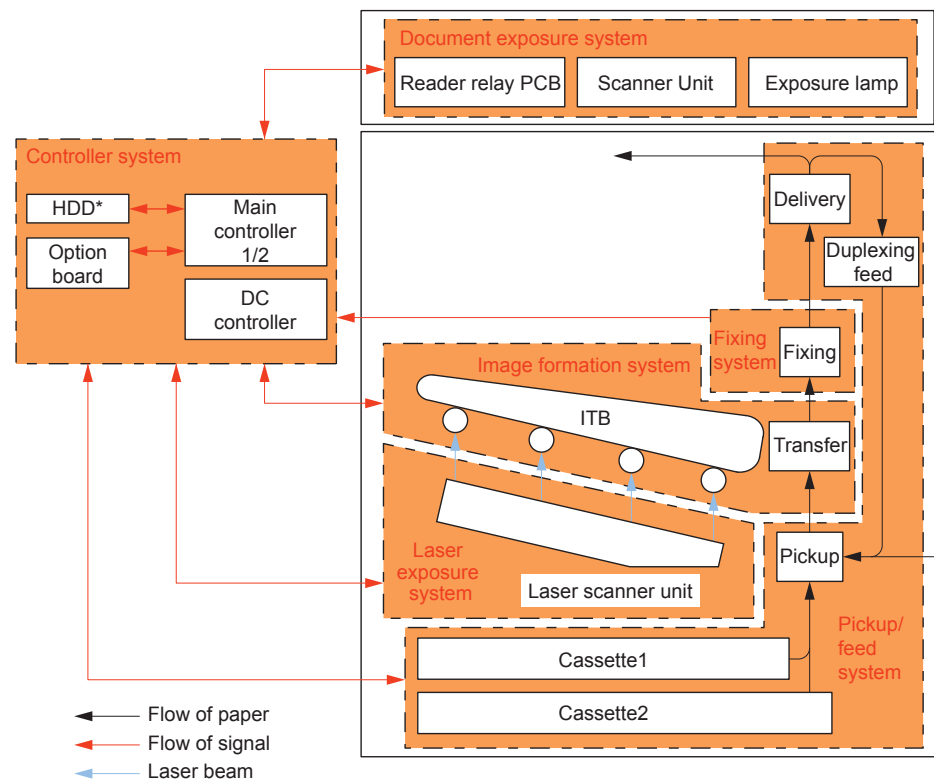 Document exposure system
Reader relay PCB
Scanner Unit
Exposure lamp
Controller system
HDD*
Main
controller
1/2
Option
board
DC
controller
Delivery
Duplexing
feed
Fixing
system
Fixing
Image formation system
ITB
Transfer
Laser
exposure
system
Laser scanner unit
Pickup
Pickup/
feed
system
Cassette1
Cassette2
Flow of paper
Flow of signal
Laser beam